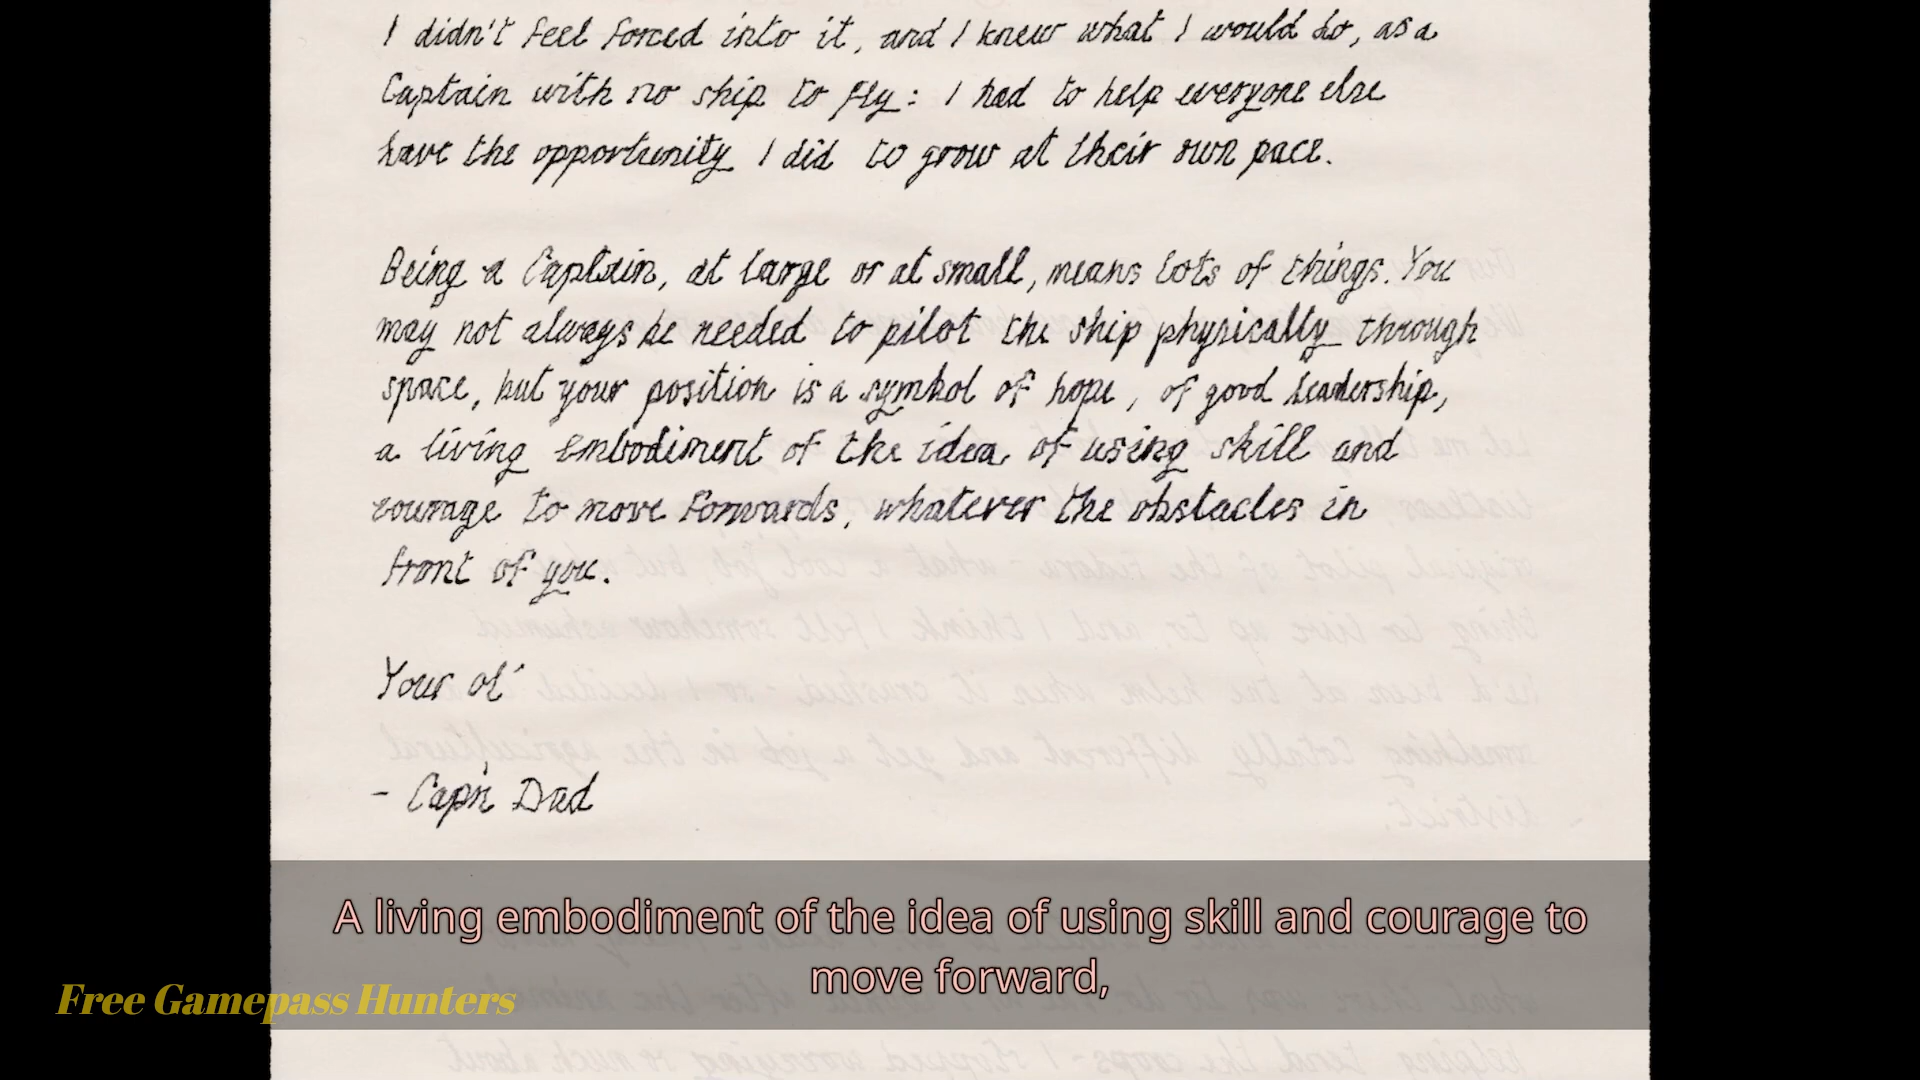 I didn't feel forced into it, and I knew what I would do, as a
Captain with no ship to fly: I had to help everyone else
have the opportunity I did to grow at their own pace.
Being a Captain, at large or at small, means lots of things. You
may not always be needed to pilot the ship physically through
space, but your position is a symbol of hope, of good leadership,
a living embodiment of the idea of using skill and
courage to move forwards, whatever the obstacles in
front of you.
Your ol'
- Cap'n Dad
A living embodiment of the idea of using skill and courage to
move forward,
Free Gamepass Hunters